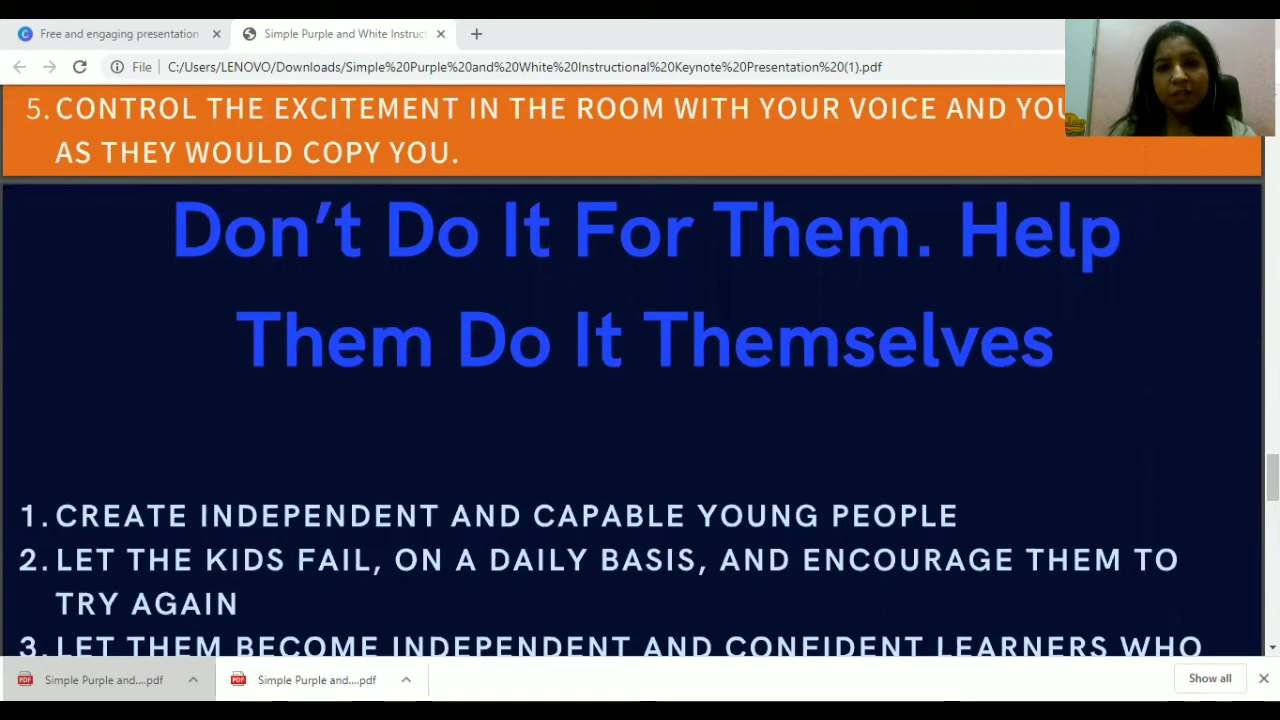 Free and engaging presentation
Simple Purple and White Instruc
File
C:/Users/LENOVO/Downloads/Simple%20Purple%20and%20White%20Instructional%20Keynote%20Presentation%20(1).pdf
5. CONTROL THE EXCITEMENT IN THE ROOM WITH YOUR VOICE AND
AS THEY WOULD COPY YOU.
Don’t Do It For Them. Help
Them Do It Themselves
1. CREATE INDEPENDENT AND CAPABLE YOUNG PEOPLE
2. LET THE KIDS FAIL, ON A DAILY BASIS, AND ENCOURAGE THEM TO
TRY AGAIN
3. LET THEM BECOME INDEPENDENT AND CONFIDENT LEARNERS WHO
Simple Purple and....pdf
Simple Purple and....pdf
Show all